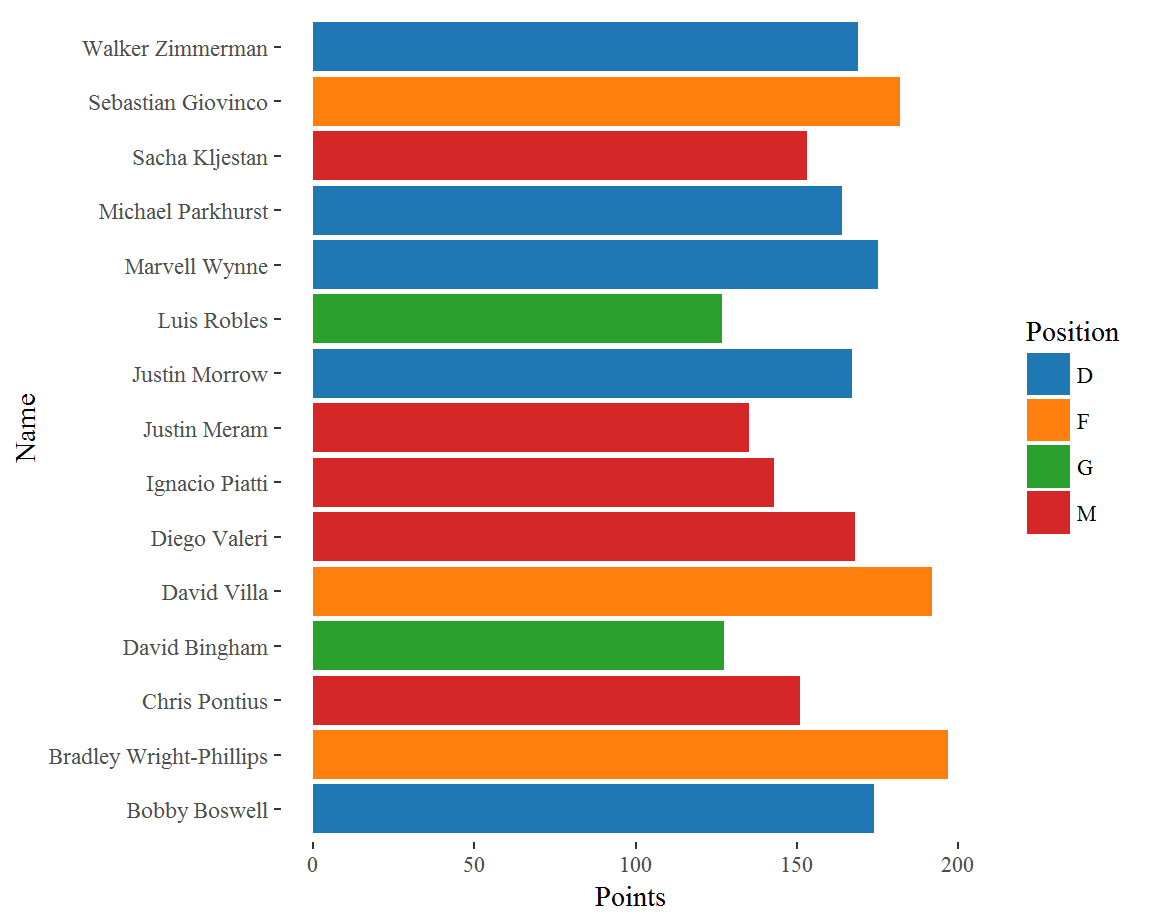 Walker Zimmerman
Sebastian Giovinco
Sacha Kljestan
Michael Parkhurst
Marvell Wynne
Luis Robles
Justin Morrow
Justin Meram
Ignacio Piatti
Diego Valeri
David Villa
David Bingham
Chris Pontius
Bradley Wright-Phillips
Bobby Boswell
Name
0 50 100 150 200
Points
Position
D
F
G
M